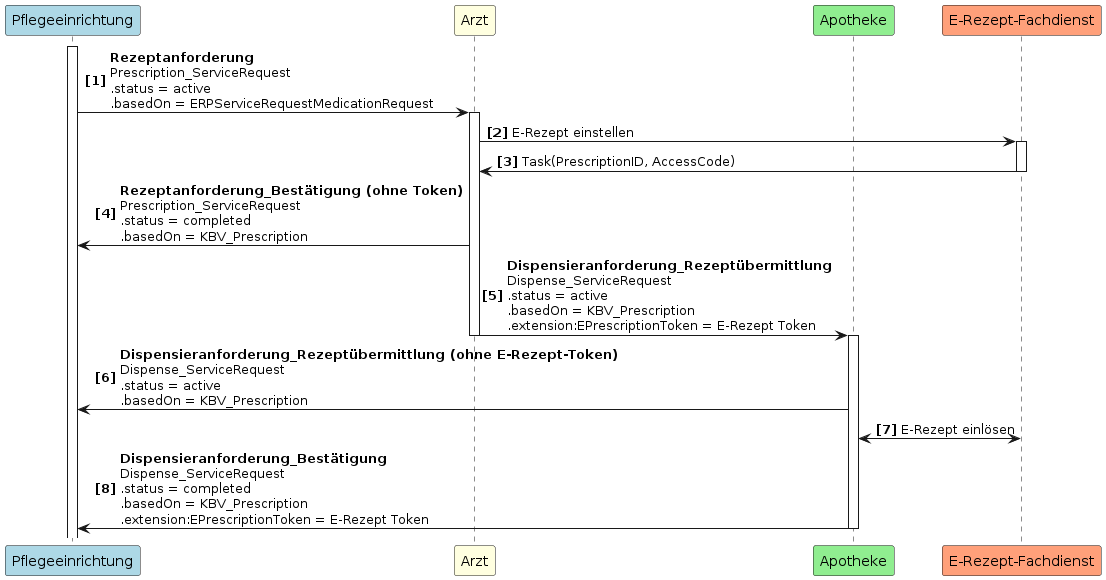 Pflegeeinrichtung
Arzt
Apotheke
E-Rezept-Fachdienst
Rezeptanforderung
[1] Prescription_ServiceRequest
.status = active
.basedOn = ERPServiceRequestMedicationRequest
[2] E-Rezept einstellen
[3] Task(PrescriptionID, AccessCode)
Rezeptanforderung_Bestätigung (ohne Token)
Prescription_ServiceRequest
[4] .status = completed
.basedOn = KBV_Prescription
Dispensieranforderung_Rezeptübermittlung
Dispense_ServiceRequest
[5] .status = active
.basedOn = KBV_Prescription
.extension:EPrescriptionToken = E-Rezept Token
Dispensieranforderung_Rezeptübermittlung (ohne E-Rezept-Token)
Dispense_ServiceRequest
[6] .status = active
.basedOn = KBV_Prescription
[7] E-Rezept einlösen
Dispensieranforderung_Bestätigung
Dispense_ServiceRequest
[8] .status = completed
.basedOn = KBV_Prescription
.extension:EPrescriptionToken = E-Rezept Token
Pflegeeinrichtung
Arzt
Apotheke
E-Rezept-Fachdienst